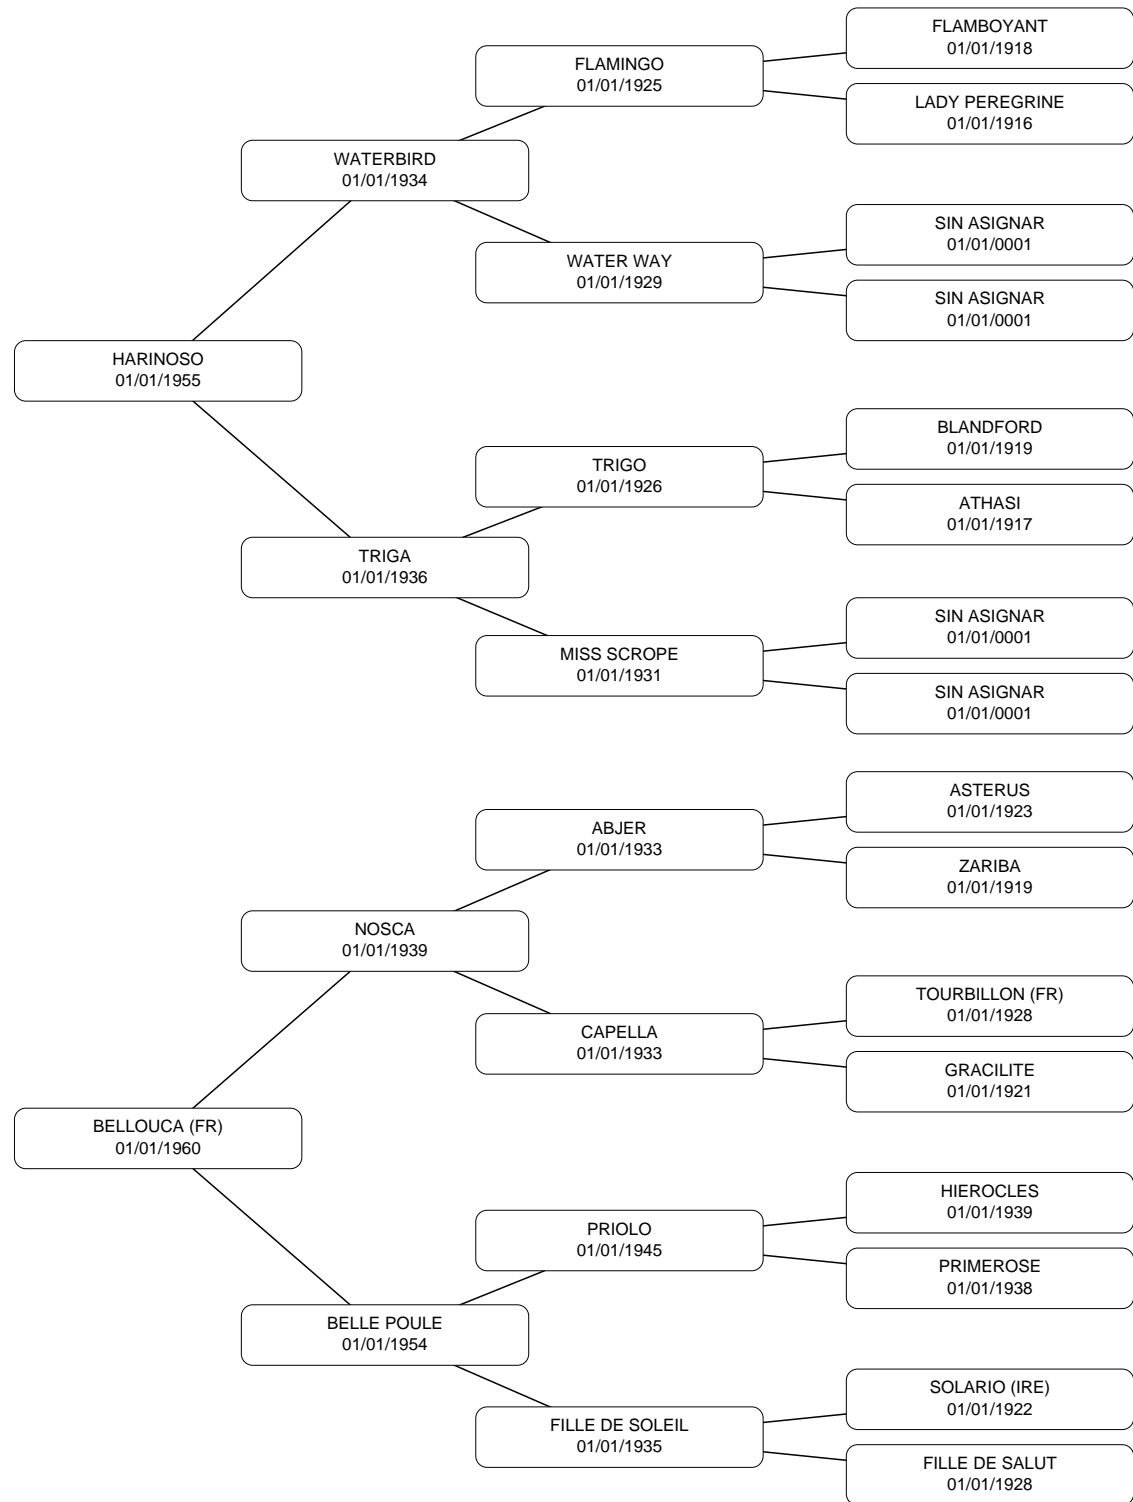 FLAMBOYANT
01/01/1918
FLAMINGO
01/01/1925
LADY PEREGRINE
01/01/1916
WATERBIRD
01/01/1934
SIN ASIGNAR
01/01/0001
WATER WAY
01/01/1929
SIN ASIGNAR
01/01/0001
HARINOSO
01/01/1955
BLANDFORD
01/01/1919
TRIGO
01/01/1926
ATHASI
01/01/1917
TRIGA
01/01/1936
SIN ASIGNAR
01/01/0001
MISS SCROPE
01/01/1931
SIN ASIGNAR
01/01/0001
ASTERUS
01/01/1923
ABJER
01/01/1933
ZARIBA
01/01/1919
NOSCA
01/01/1939
TOURBILLON (FR)
01/01/1928
CAPELLA
01/01/1933
GRACILITE
01/01/1921
BELLOUCA (FR)
01/01/1960
HIEROCLES
01/01/1939
PRIOLO
01/01/1945
PRIMEROSE
01/01/1938
BELLE POULE
01/01/1954
SOLARIO (IRE)
01/01/1922
FILLE DE SOLEIL
01/01/1935
FILLE DE SALUT
01/01/1928